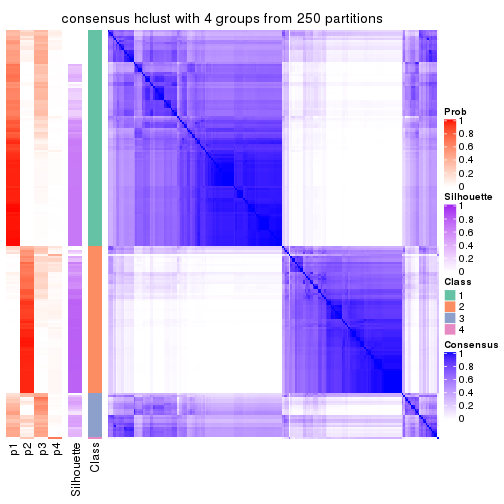 consensus hclust with 4 groups from 250 partitions
Prob
1
0.8
0.6
0.4
0.2
0
Silhouette
1
0.8
0.6
0.4
0.2
0
Class
1
2
3
4
Consensus
1
0.8
0.6
0.4
0.2
0
p1
p2
p3
p4
Silhouette
Class